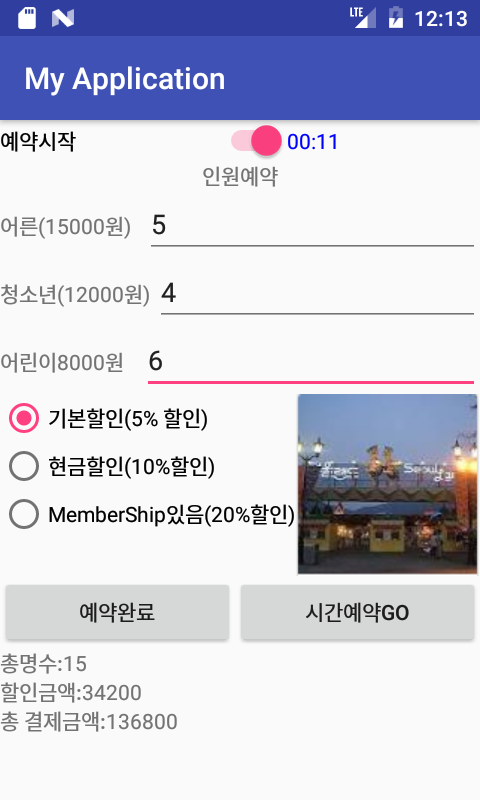 LTE 12:13
My Application
예약시작 00:11
인원예약
어른(15000원) 5
청소년(12000원) 4
어린이8000원 6
기본할인(5% 할인)
현금할인(10%할인)
MemberShip있음(20%할인)
예약완료 시간예약GO
총명수:15
할인금액:34200
총 결제금액:136800